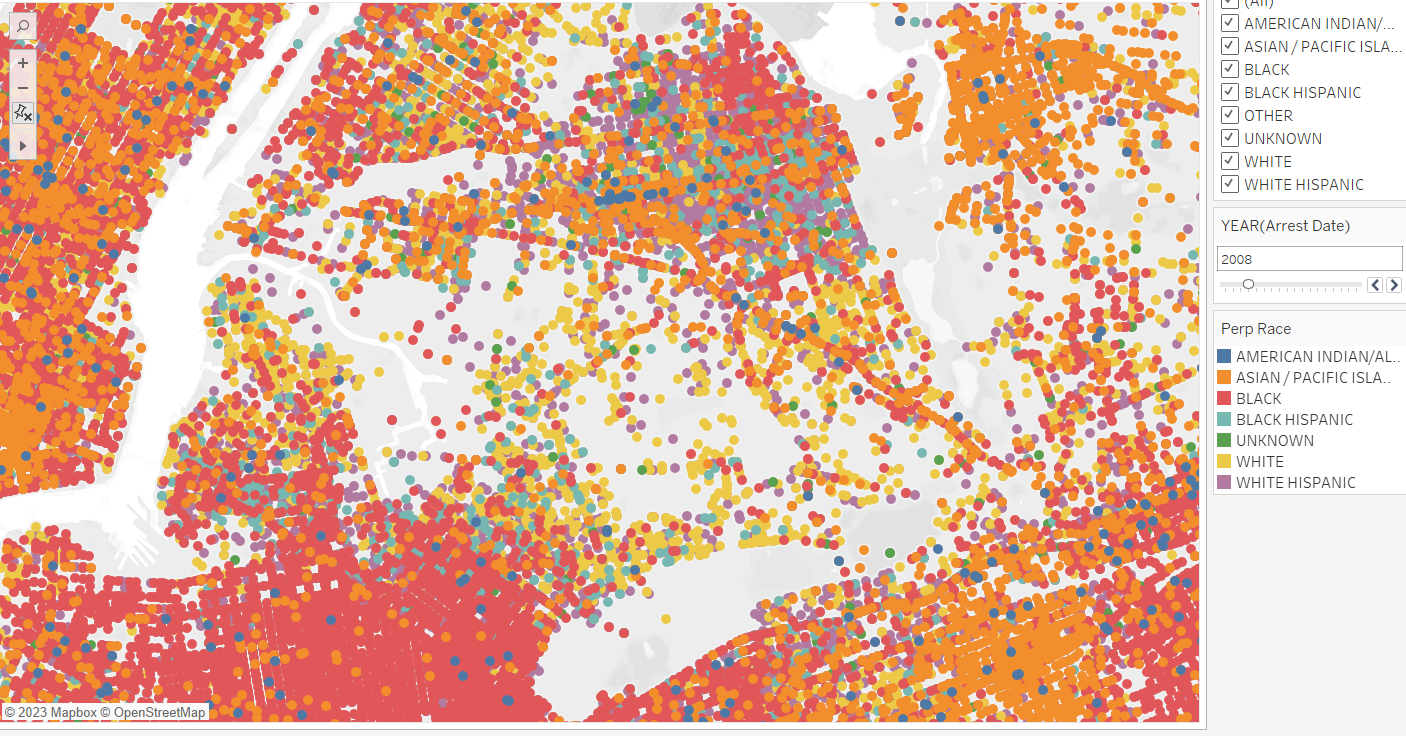 (All)
AMERICAN INDIAN/...
ASIAN / PACIFIC ISLA...
BLACK
BLACK HISPANIC
OTHER
UNKNOWN
WHITE
WHITE HISPANIC
YEAR(Arrest Date)
2008
Perp Race
AMERICAN INDIAN/AL..
ASIAN / PACIFIC ISLA..
BLACK
BLACK HISPANIC
UNKNOWN
WHITE
WHITE HISPANIC
© 2023 Mapbox © OpenStreetMap